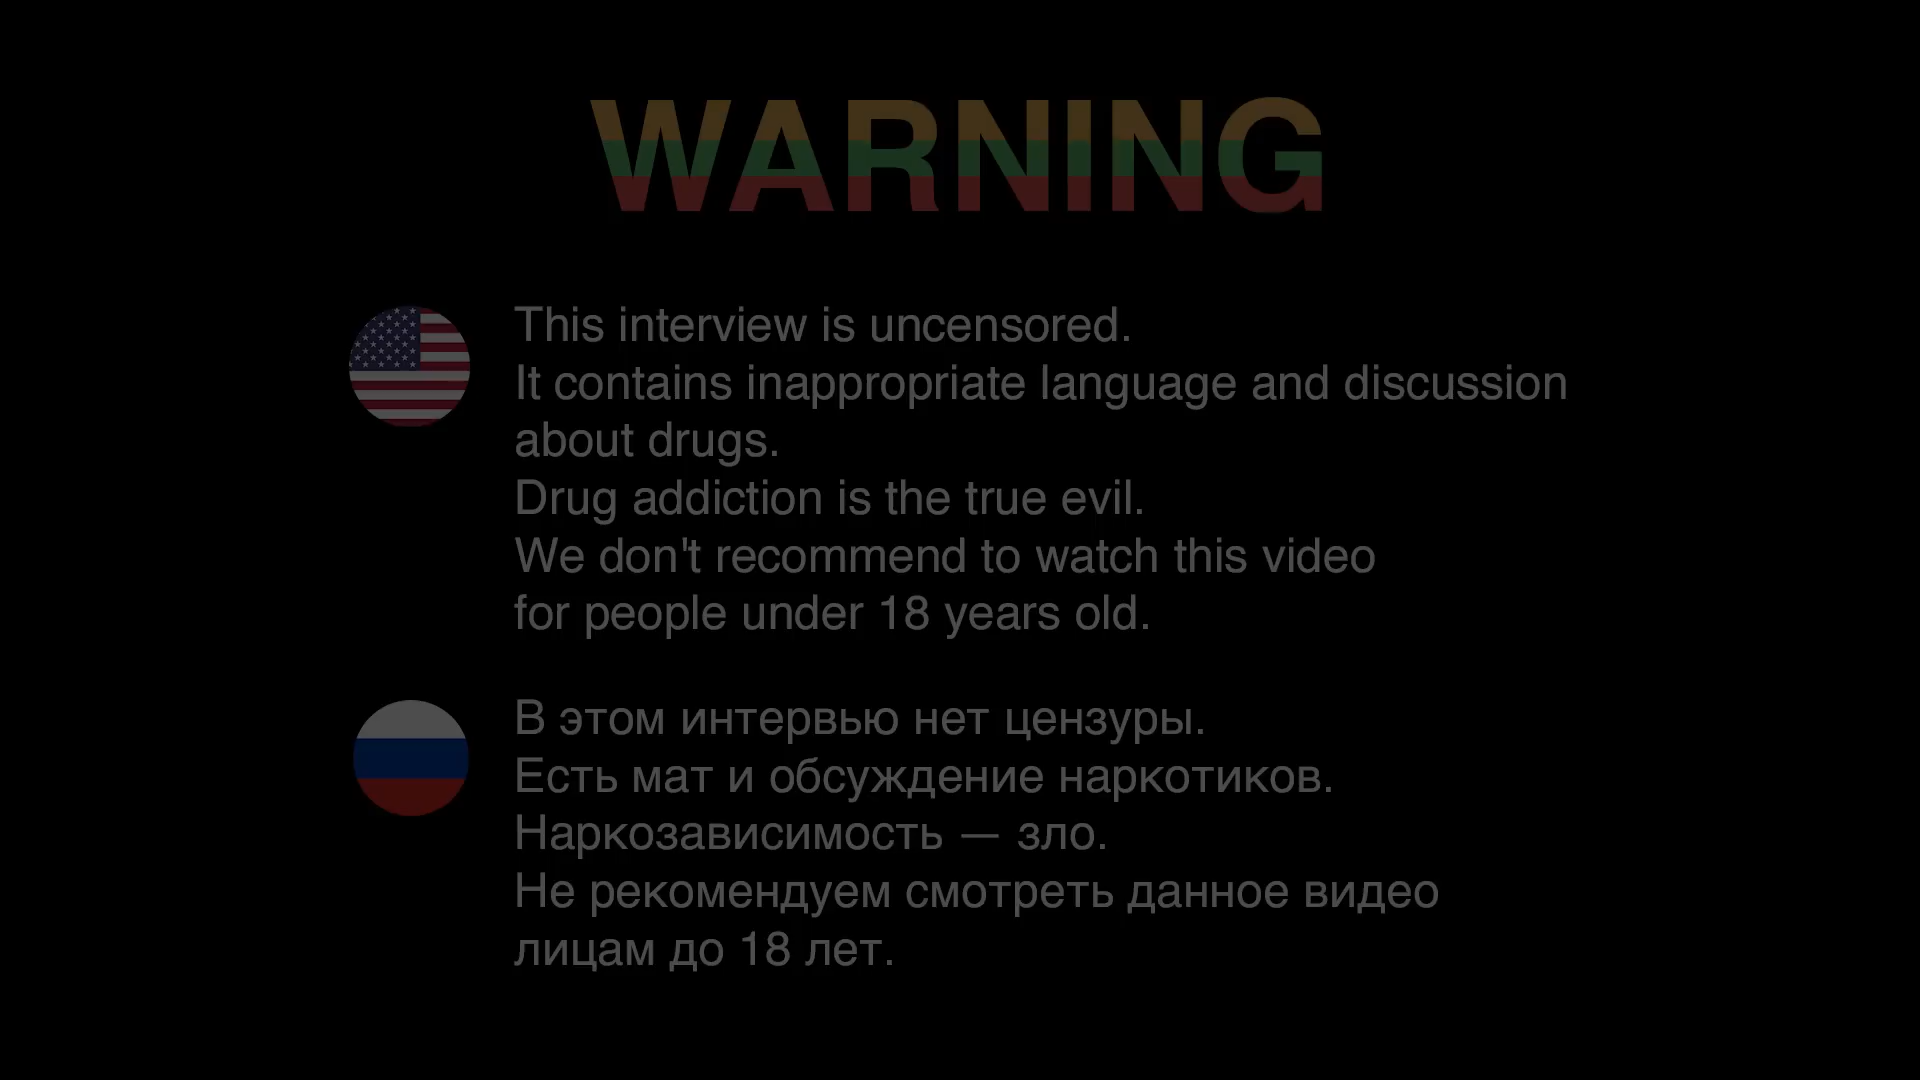 WARNING
This interview is uncensored.
It contains inappropriate language and discussion
about drugs.
Drug addiction is the true evil.
We don't recommend to watch this video
for people under 18 years old.
В этом интервью нет цензуры.
Есть мат и обсуждение наркотиков.
Наркозависимость — зло.
Не рекомендуем смотреть данное видео
лицам до 18 лет.